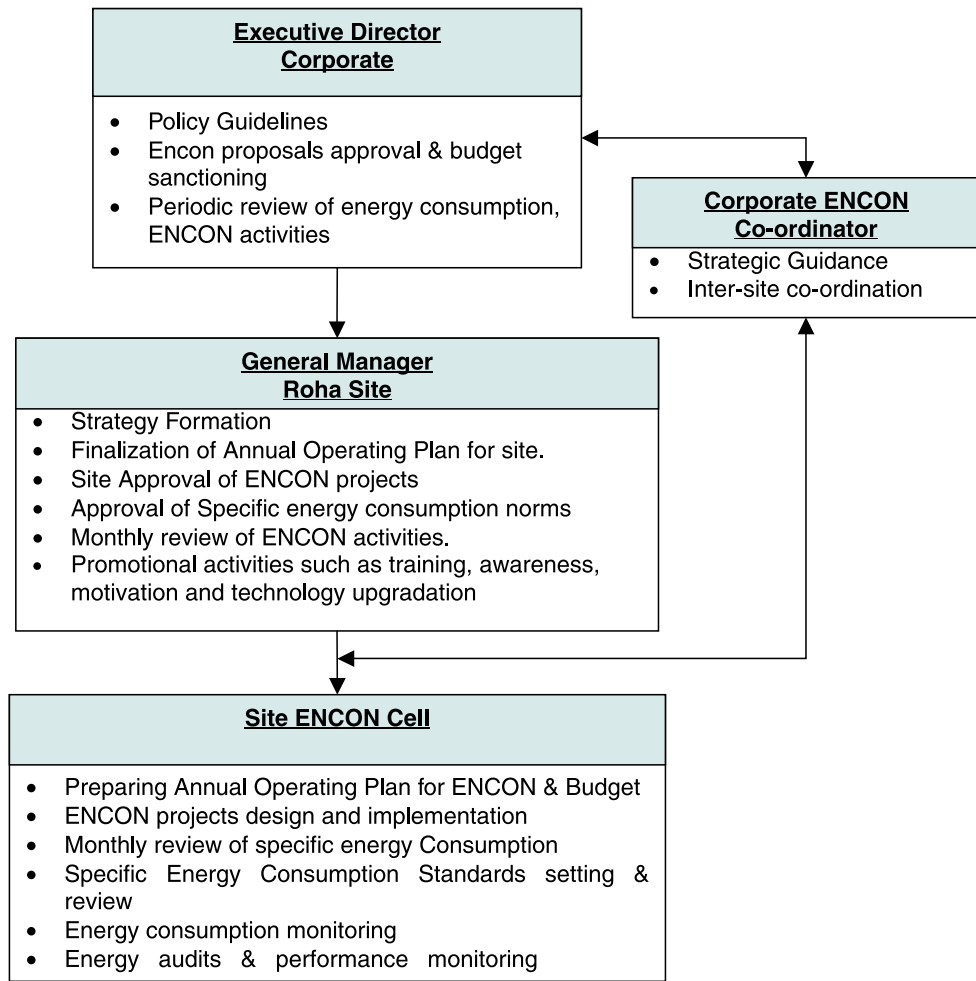 Executive Director
Corporate
• Policy Guidelines
• Encon proposals approval & budget
sanctioning
• Periodic review of energy consumption,
ENCON activities
Corporate ENCON
Co-ordinator
• Strategic Guidance
• Inter-site co-ordination
General Manager
Roha Site
• Strategy Formation
• Finalization of Annual Operating Plan for site.
• Site Approval of ENCON projects
• Approval of Specific energy consumption norms
• Monthly review of ENCON activities.
• Promotional activities such as training, awareness,
motivation and technology upgradation
Site ENCON Cell
• Preparing Annual Operating Plan for ENCON & Budget
• ENCON projects design and implementation
• Monthly review of specific energy Consumption
• Specific Energy Consumption Standards setting &
review
• Energy consumption monitoring
• Energy audits & performance monitoring